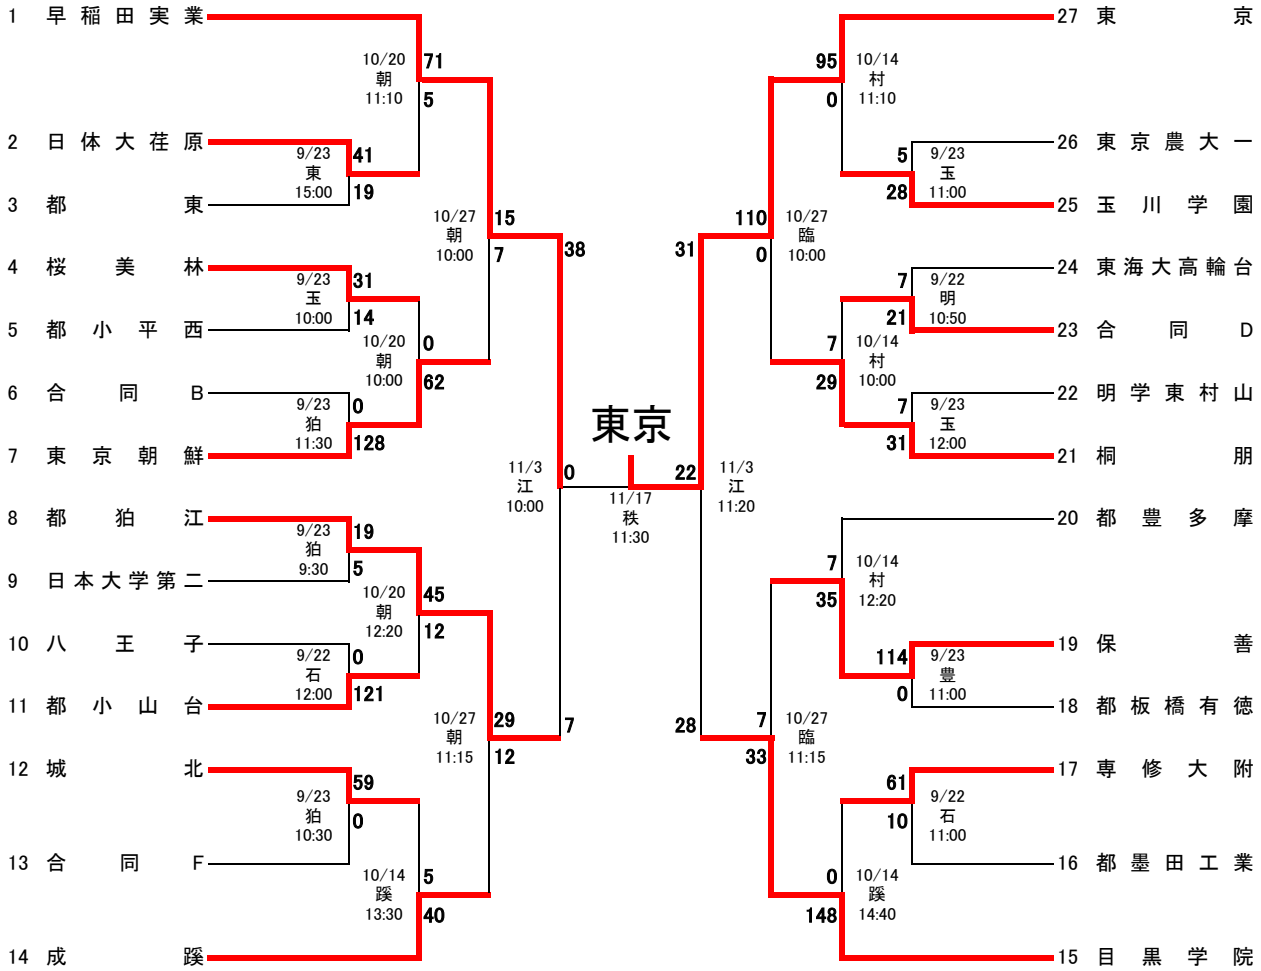 1 早稲田実業
27 東京
10/20
朝
11:10
71
5
95
0
10/14
村
11:10
2 日体大荏原
9/23
東
15:00
41
19
5
28
9/23
玉
11:00
26 東京農大一
3 都東
25 玉川学園
10/27
朝
10:00
15
7
38
31
110
0
10/27
臨
10:00
4 桜美林
9/23
玉
10:00
31
14
7
21
9/22
明
10:50
24 東海大高輪台
5 都小平西
23 合同D
10/20
朝
10:00
0
62
7
29
10/14
村
10:00
6 合同B
9/23
狛
11:30
0
128
7
31
9/23
玉
12:00
22 明学東村山
7 東京朝鮮
21 桐朋
東京
11/3
江
10:00
0
22
11/17
秩
11:30
11/3
江
11:20
8 都狛江
9/23
狛
9:30
19
5
20 都豊多摩
9 日本大学第二
10/20
朝
12:20
45
12
7
35
10/14
村
12:20
10 八王子
9/22
石
12:00
0
121
114
0
9/23
豊
11:00
19 保善
11 都小山台
18 都板橋有徳
10/27
朝
11:15
29
12
7
28
7
33
10/27
臨
11:15
12 城北
9/23
狛
10:30
59
0
61
10
9/22
石
11:00
17 専修大附
13 合同F
16 都墨田工業
10/14
蹊
13:30
5
40
0
148
10/14
蹊
14:40
14 成蹊
15 目黒学院